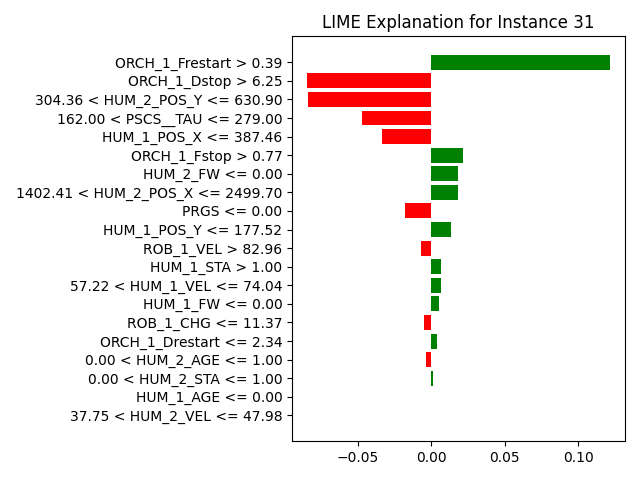 LIME Explanation for Instance 31
ORCH_1_Frestart > 0.39
ORCH_1_Dstop > 6.25
304.36 < HUM_2_POS_Y <= 630.90
162.00 < PSCS__TAU <= 279.00
HUM_1_POS_X <= 387.46
ORCH_1_Fstop > 0.77
HUM_2_FW <= 0.00
1402.41 < HUM_2_POS_X <= 2499.70
PRGS <= 0.00
HUM_1_POS_Y <= 177.52
ROB_1_VEL > 82.96
HUM_1_STA > 1.00
57.22 < HUM_1_VEL <= 74.04
HUM_1_FW <= 0.00
ROB_1_CHG <= 11.37
ORCH_1_Drestart <= 2.34
0.00 < HUM_2_AGE <= 1.00
0.00 < HUM_2_STA <= 1.00
HUM_1_AGE <= 0.00
37.75 < HUM_2_VEL <= 47.98
−0.05 0.00 0.05 0.10